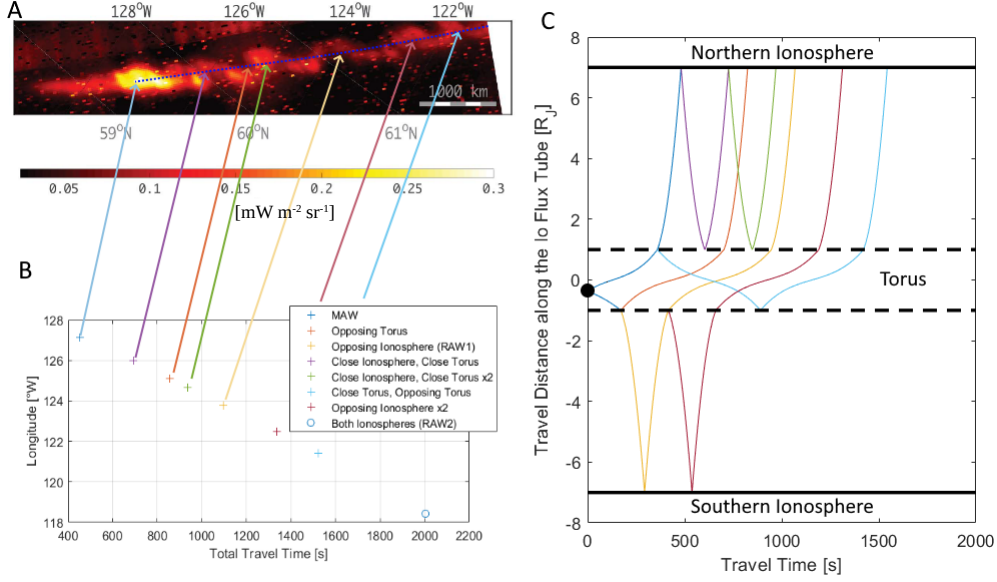 A
128°W
126°W
124°W
122°W
1000 km
59°N
60°N
61°N
0.05
0.1
0.15
0.2
0.25
0.3
[mW m-2 sr-1]
B
128
126
124
122
120
118
Longitude [°W]
400
600
800
1000
1200
1400
1600
1800
2000
2200
Total Travel Time [s]
MAW
Opposing Torus
Opposing Ionosphere (RAW1)
Close Ionosphere, Close Torus
Close Ionosphere, Close Torus x2
Close Torus, Opposing Torus
Opposing Ionosphere x2
Both Ionospheres (RAW2)
C
8
6
4
2
0
-2
-4
-6
-8
Travel Distance along the Io Flux Tube [RJ]
Northern Ionosphere
Torus
Southern Ionosphere
0
500
1000
1500
2000
Travel Time [s]